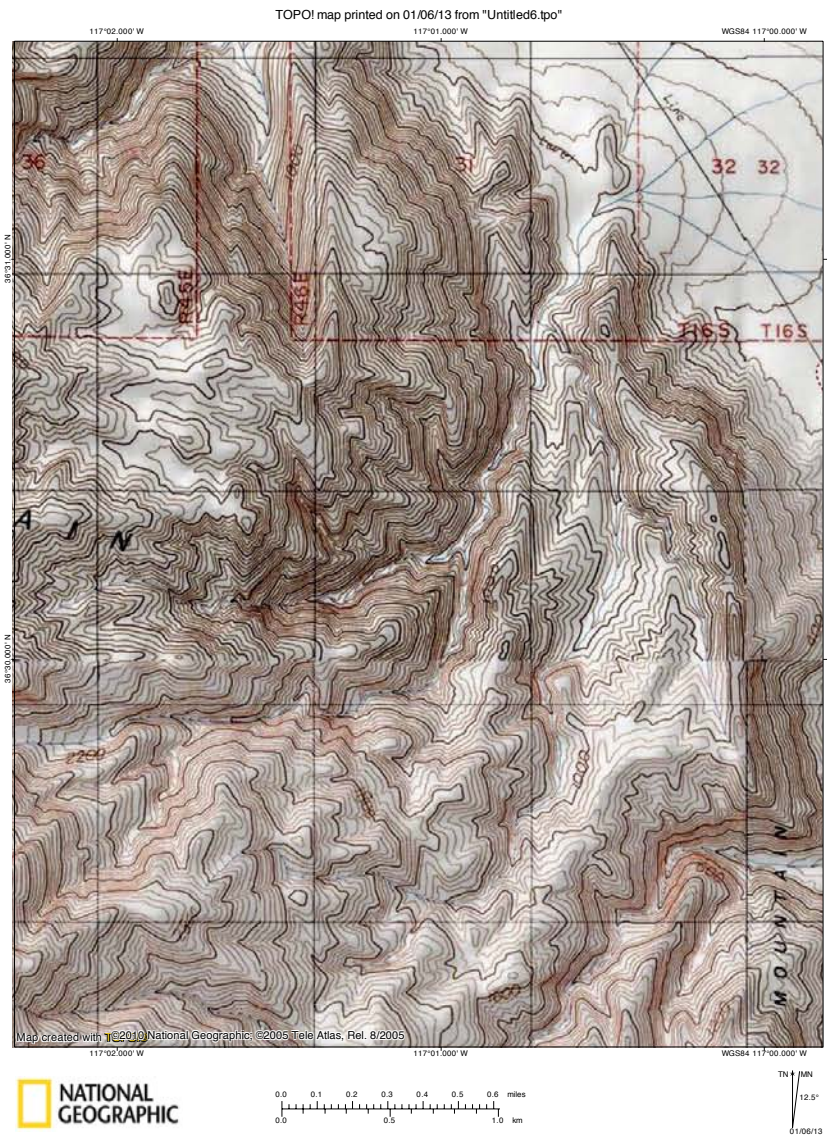 TOPO! map printed on 01/06/13 from "Untitled6.tpo"
117°02.000' W 117°01.000' W WGS84 117°00.000' W
36 31 32 32
36°31.000' N
R45E R46E
T16S T16S
A I N
36°30.000' N
2200
1000
MOUNTAIN
Map created with ©2010 National Geographic; ©2005 Tele Atlas, Rel. 8/2005
117°02.000' W 117°01.000' W WGS84 117°00.000' W
NATIONAL
GEOGRAPHIC
0.0 0.1 0.2 0.3 0.4 0.5 0.6 miles
0.0 0.5 1.0 km
TN MN
12.5°
01/06/13